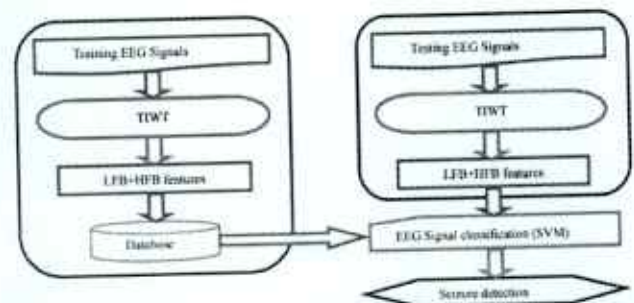 Training EEG Signals
TIWT
LFB+HFB features
Database
Testing EEG Signals
TIWT
LFB+HFB features
EEG Signal classification (SVM)
Seizure detection